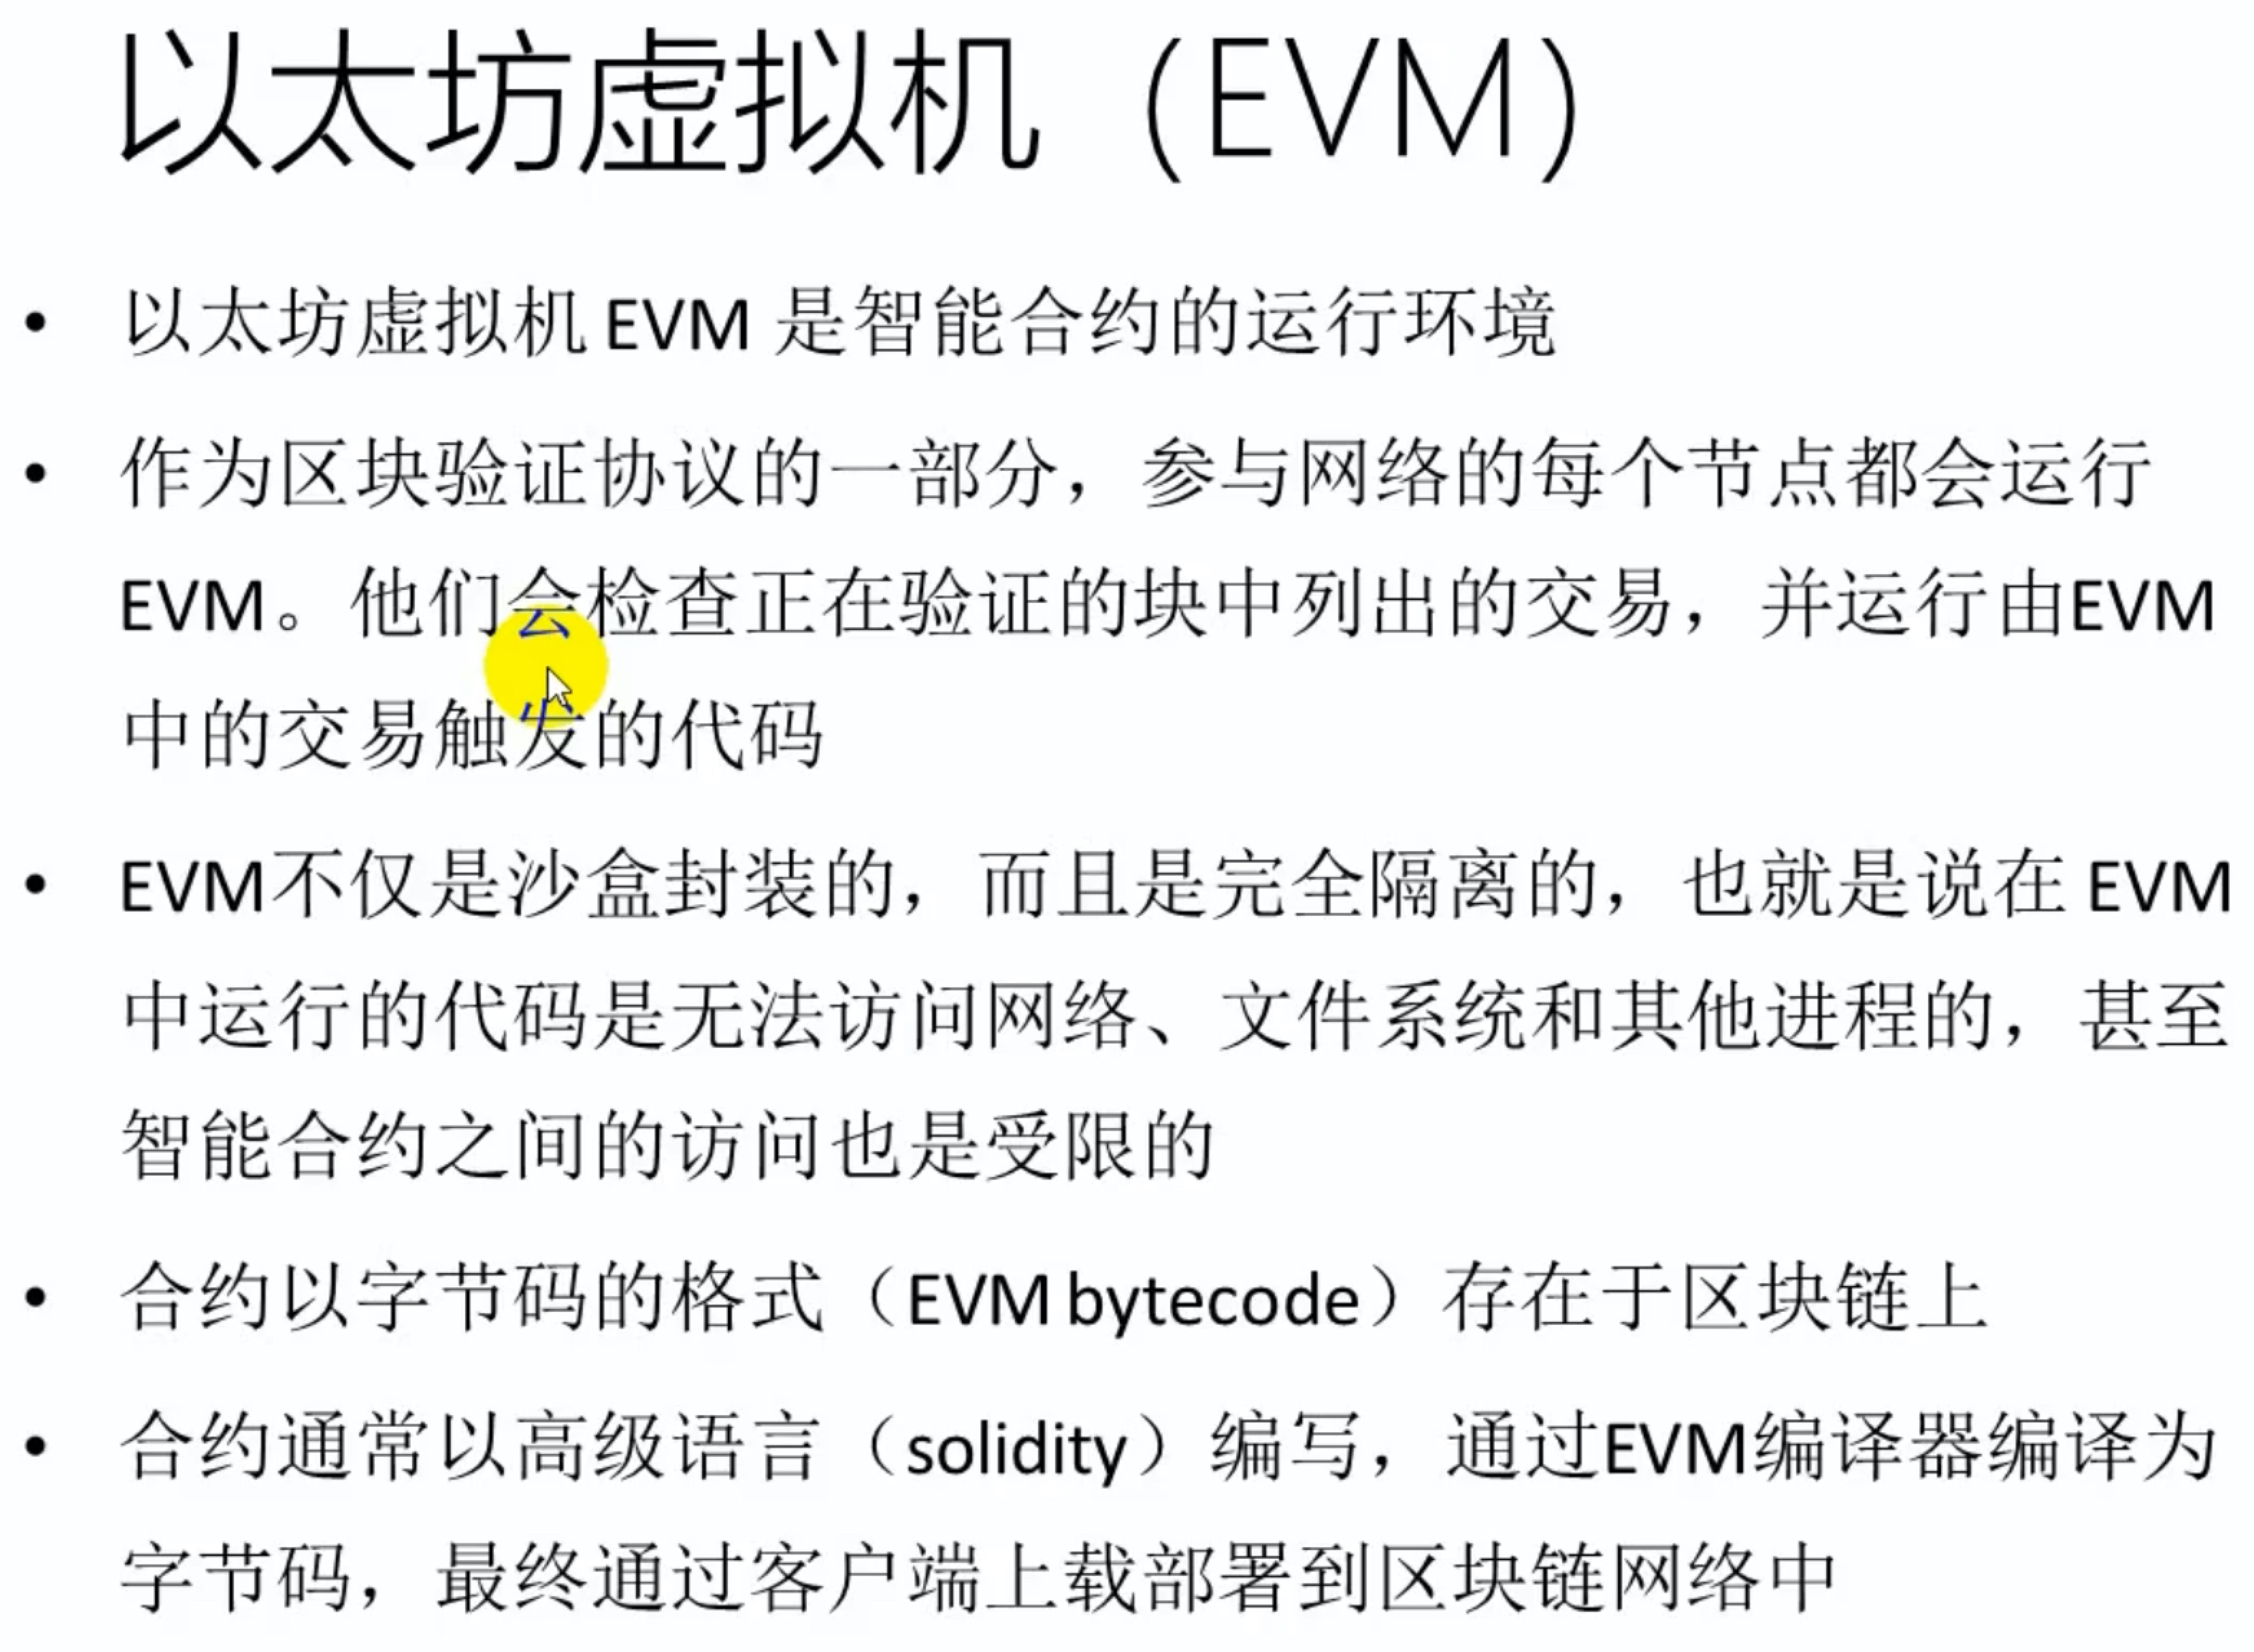 以太坊虚拟机（EVM）
• 以太坊虚拟机 EVM 是智能合约的运行环境
• 作为区块验证协议的一部分，参与网络的每个节点都会运行
EVM。他们会检查正在验证的块中列出的交易，并运行由EVM
中的交易触发的代码
• EVM不仅是沙盒封装的，而且是完全隔离的，也就是说在 EVM
中运行的代码是无法访问网络、文件系统和其他进程的，甚至
智能合约之间的访问也是受限的
• 合约以字节码的格式（EVM bytecode）存在于区块链上
• 合约通常以高级语言（solidity）编写，通过EVM编译器编译为
字节码，最终通过客户端上载部署到区块链网络中